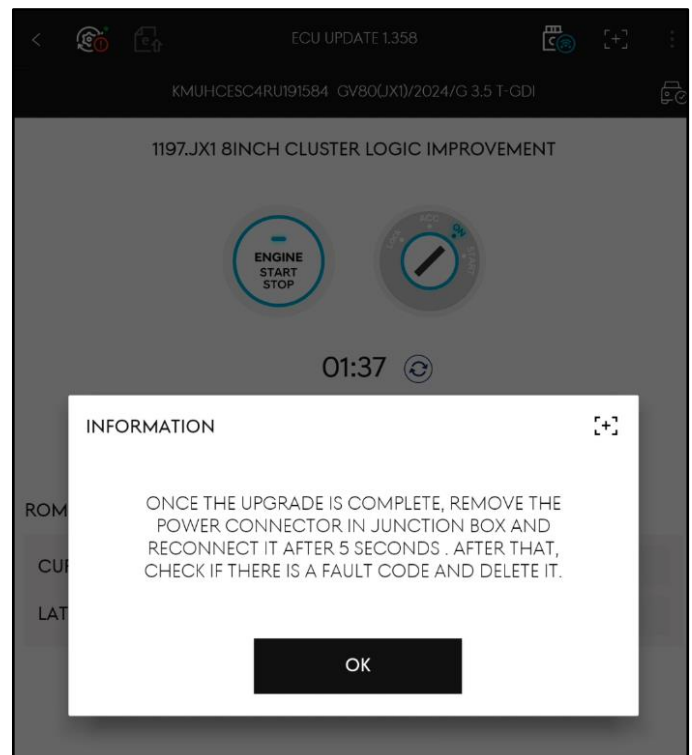 ECU UPDATE 1.358
KMUHCESC4RU191584 GV80(JX1)/2024/G 3.5 T-GDI
1197.JX1 8INCH CLUSTER LOGIC IMPROVEMENT
ENGINE
START
STOP
LOCK
ACC
ON
START
01:37
INFORMATION
ROM
ONCE THE UPGRADE IS COMPLETE, REMOVE THE
POWER CONNECTOR IN JUNCTION BOX AND
RECONNECT IT AFTER 5 SECONDS . AFTER THAT,
CHECK IF THERE IS A FAULT CODE AND DELETE IT.
CUR
LAT
OK